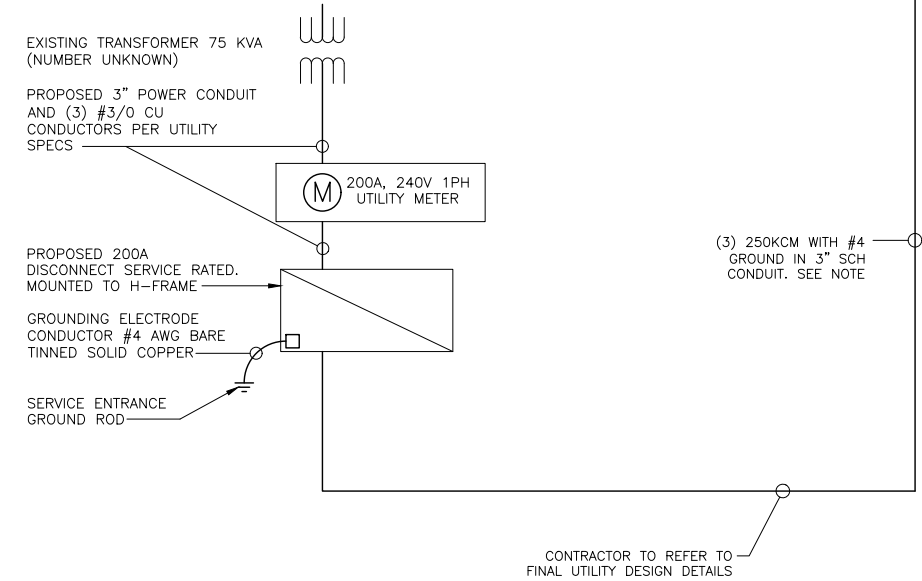 EXISTING TRANSFORMER 75 KVA
(NUMBER UNKNOWN)
PROPOSED 3" POWER CONDUIT
AND (3) #3/0 CU
CONDUCTORS PER UTILITY
SPECS
M
200A, 240V 1PH
UTILITY METER
PROPOSED 200A
DISCONNECT SERVICE RATED.
MOUNTED TO H-FRAME
GROUNDING ELECTRODE
CONDUCTOR #4 AWG BARE
TINNED SOLID COPPER
SERVICE ENTRANCE
GROUND ROD
(3) 250KCM WITH #4
GROUND IN 3" SCH
CONDUIT. SEE NOTE
CONTRACTOR TO REFER TO
FINAL UTILITY DESIGN DETAILS